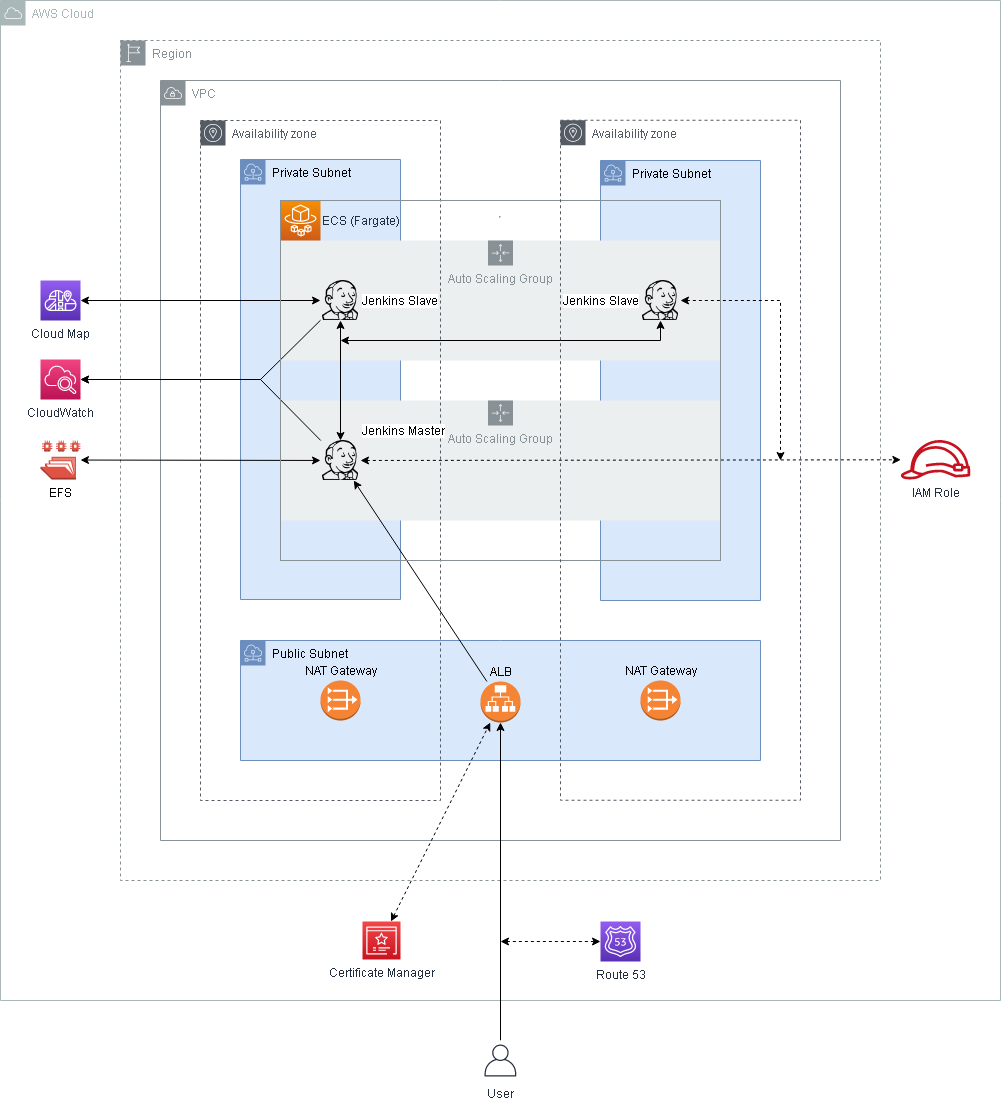 AWS Cloud
Region
VPC
Availability zone
Availability zone
Private Subnet
Private Subnet
ECS (Fargate)
Auto Scaling Group
Jenkins Slave
Jenkins Slave
Cloud Map
CloudWatch
Jenkins Master
Auto Scaling Group
EFS
IAM Role
Public Subnet
NAT Gateway
ALB
NAT Gateway
53
Certificate Manager
Route 53
User